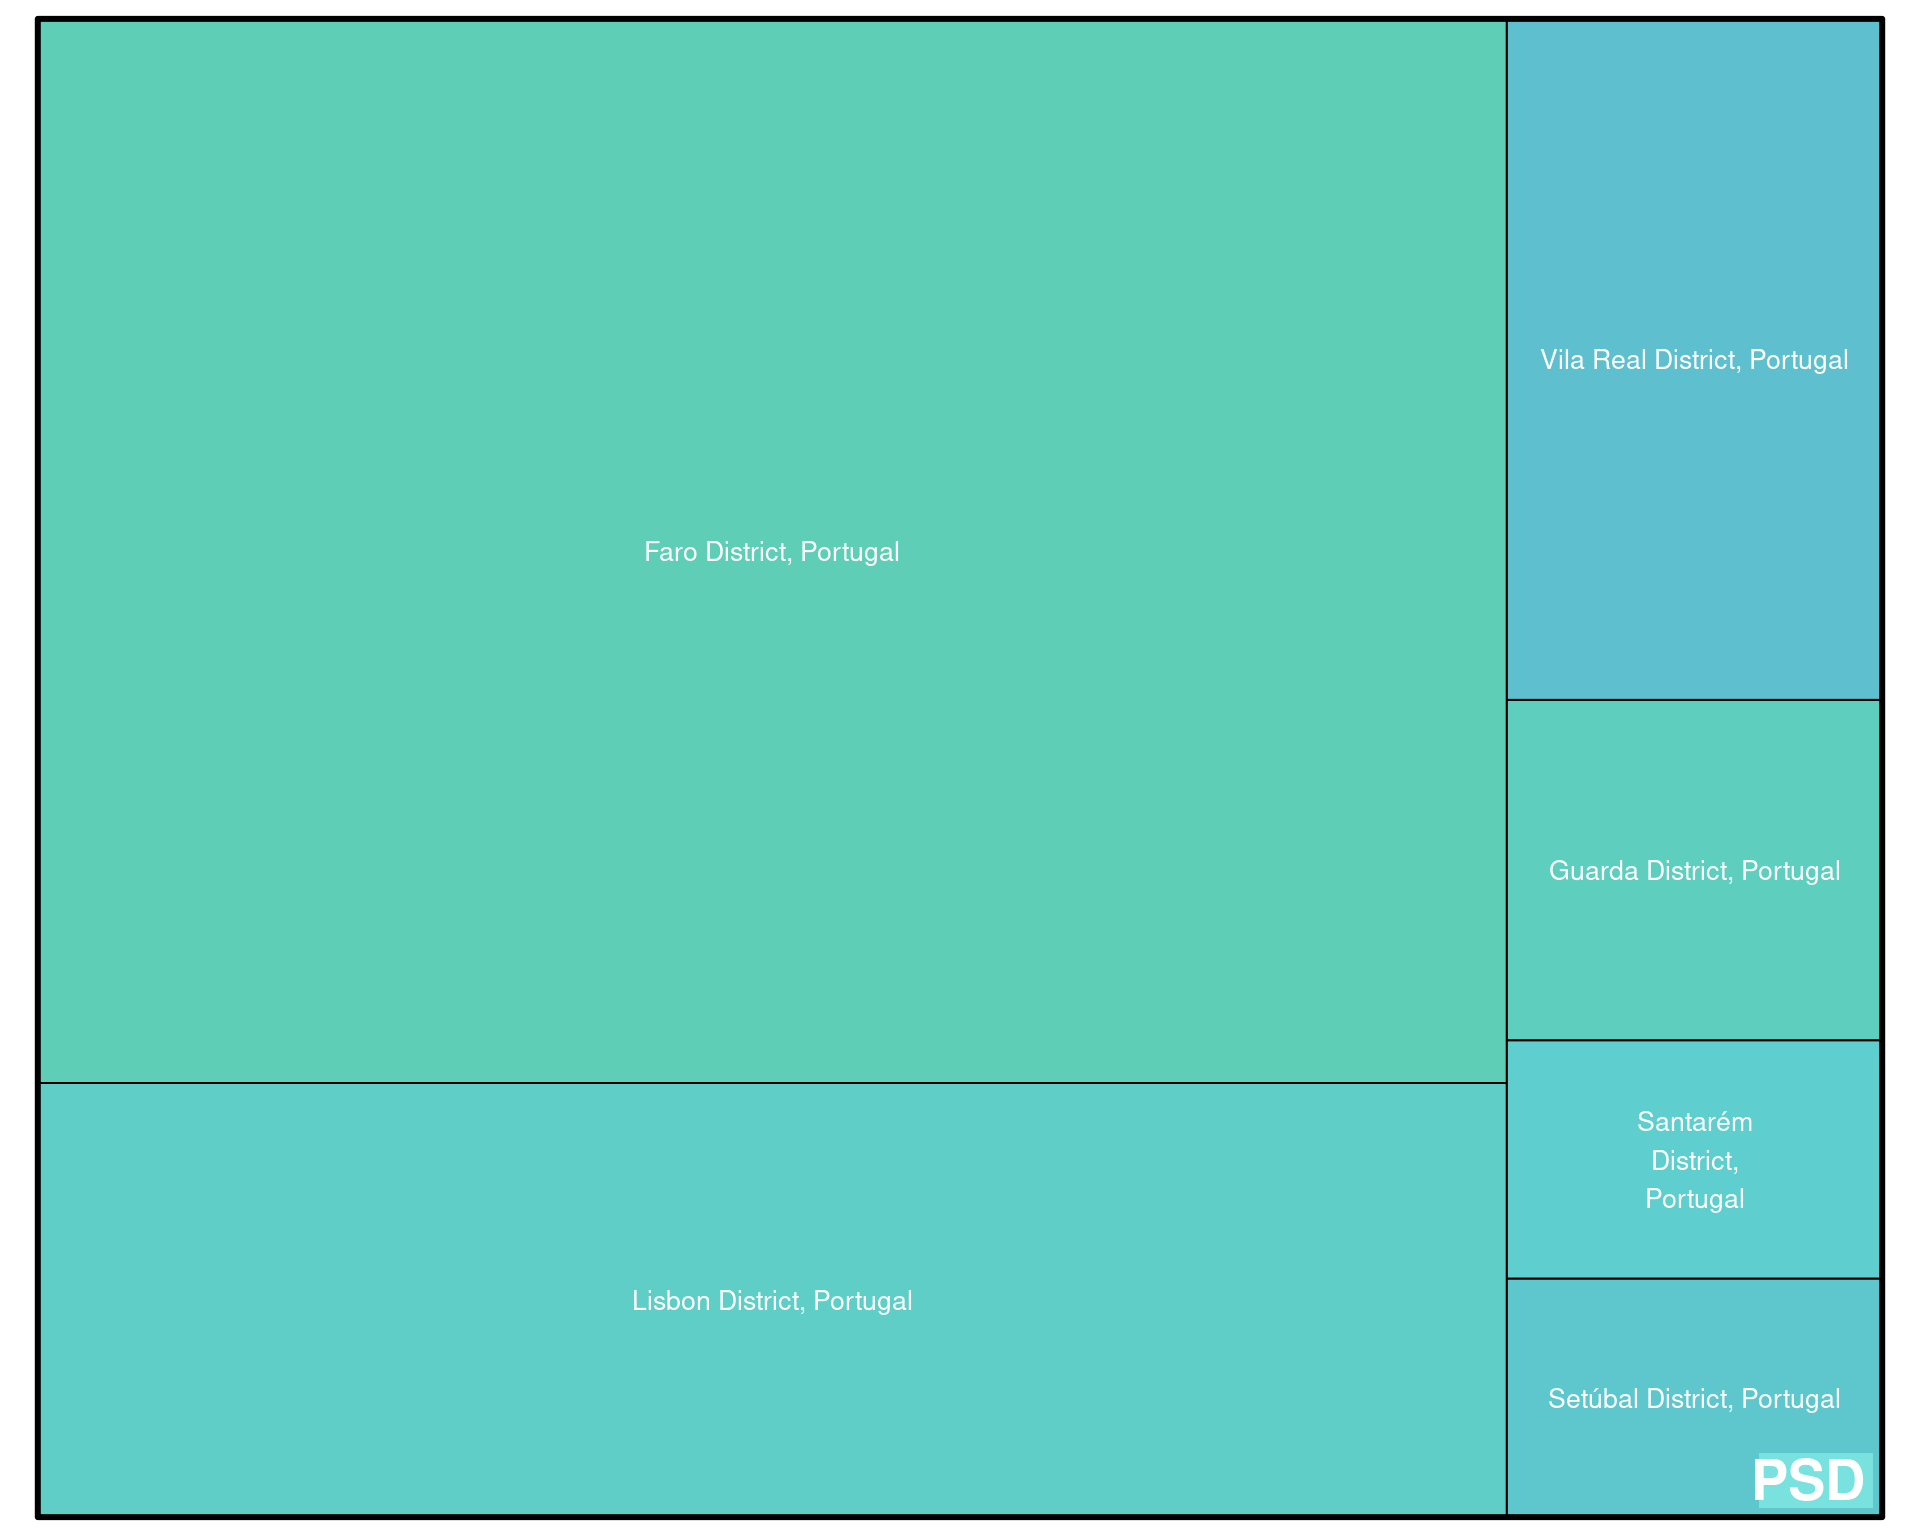 Faro District, Portugal
Lisbon District, Portugal
Vila Real District, Portugal
Guarda District, Portugal
Santarém
District,
Portugal
Setúbal District, Portugal
PSD